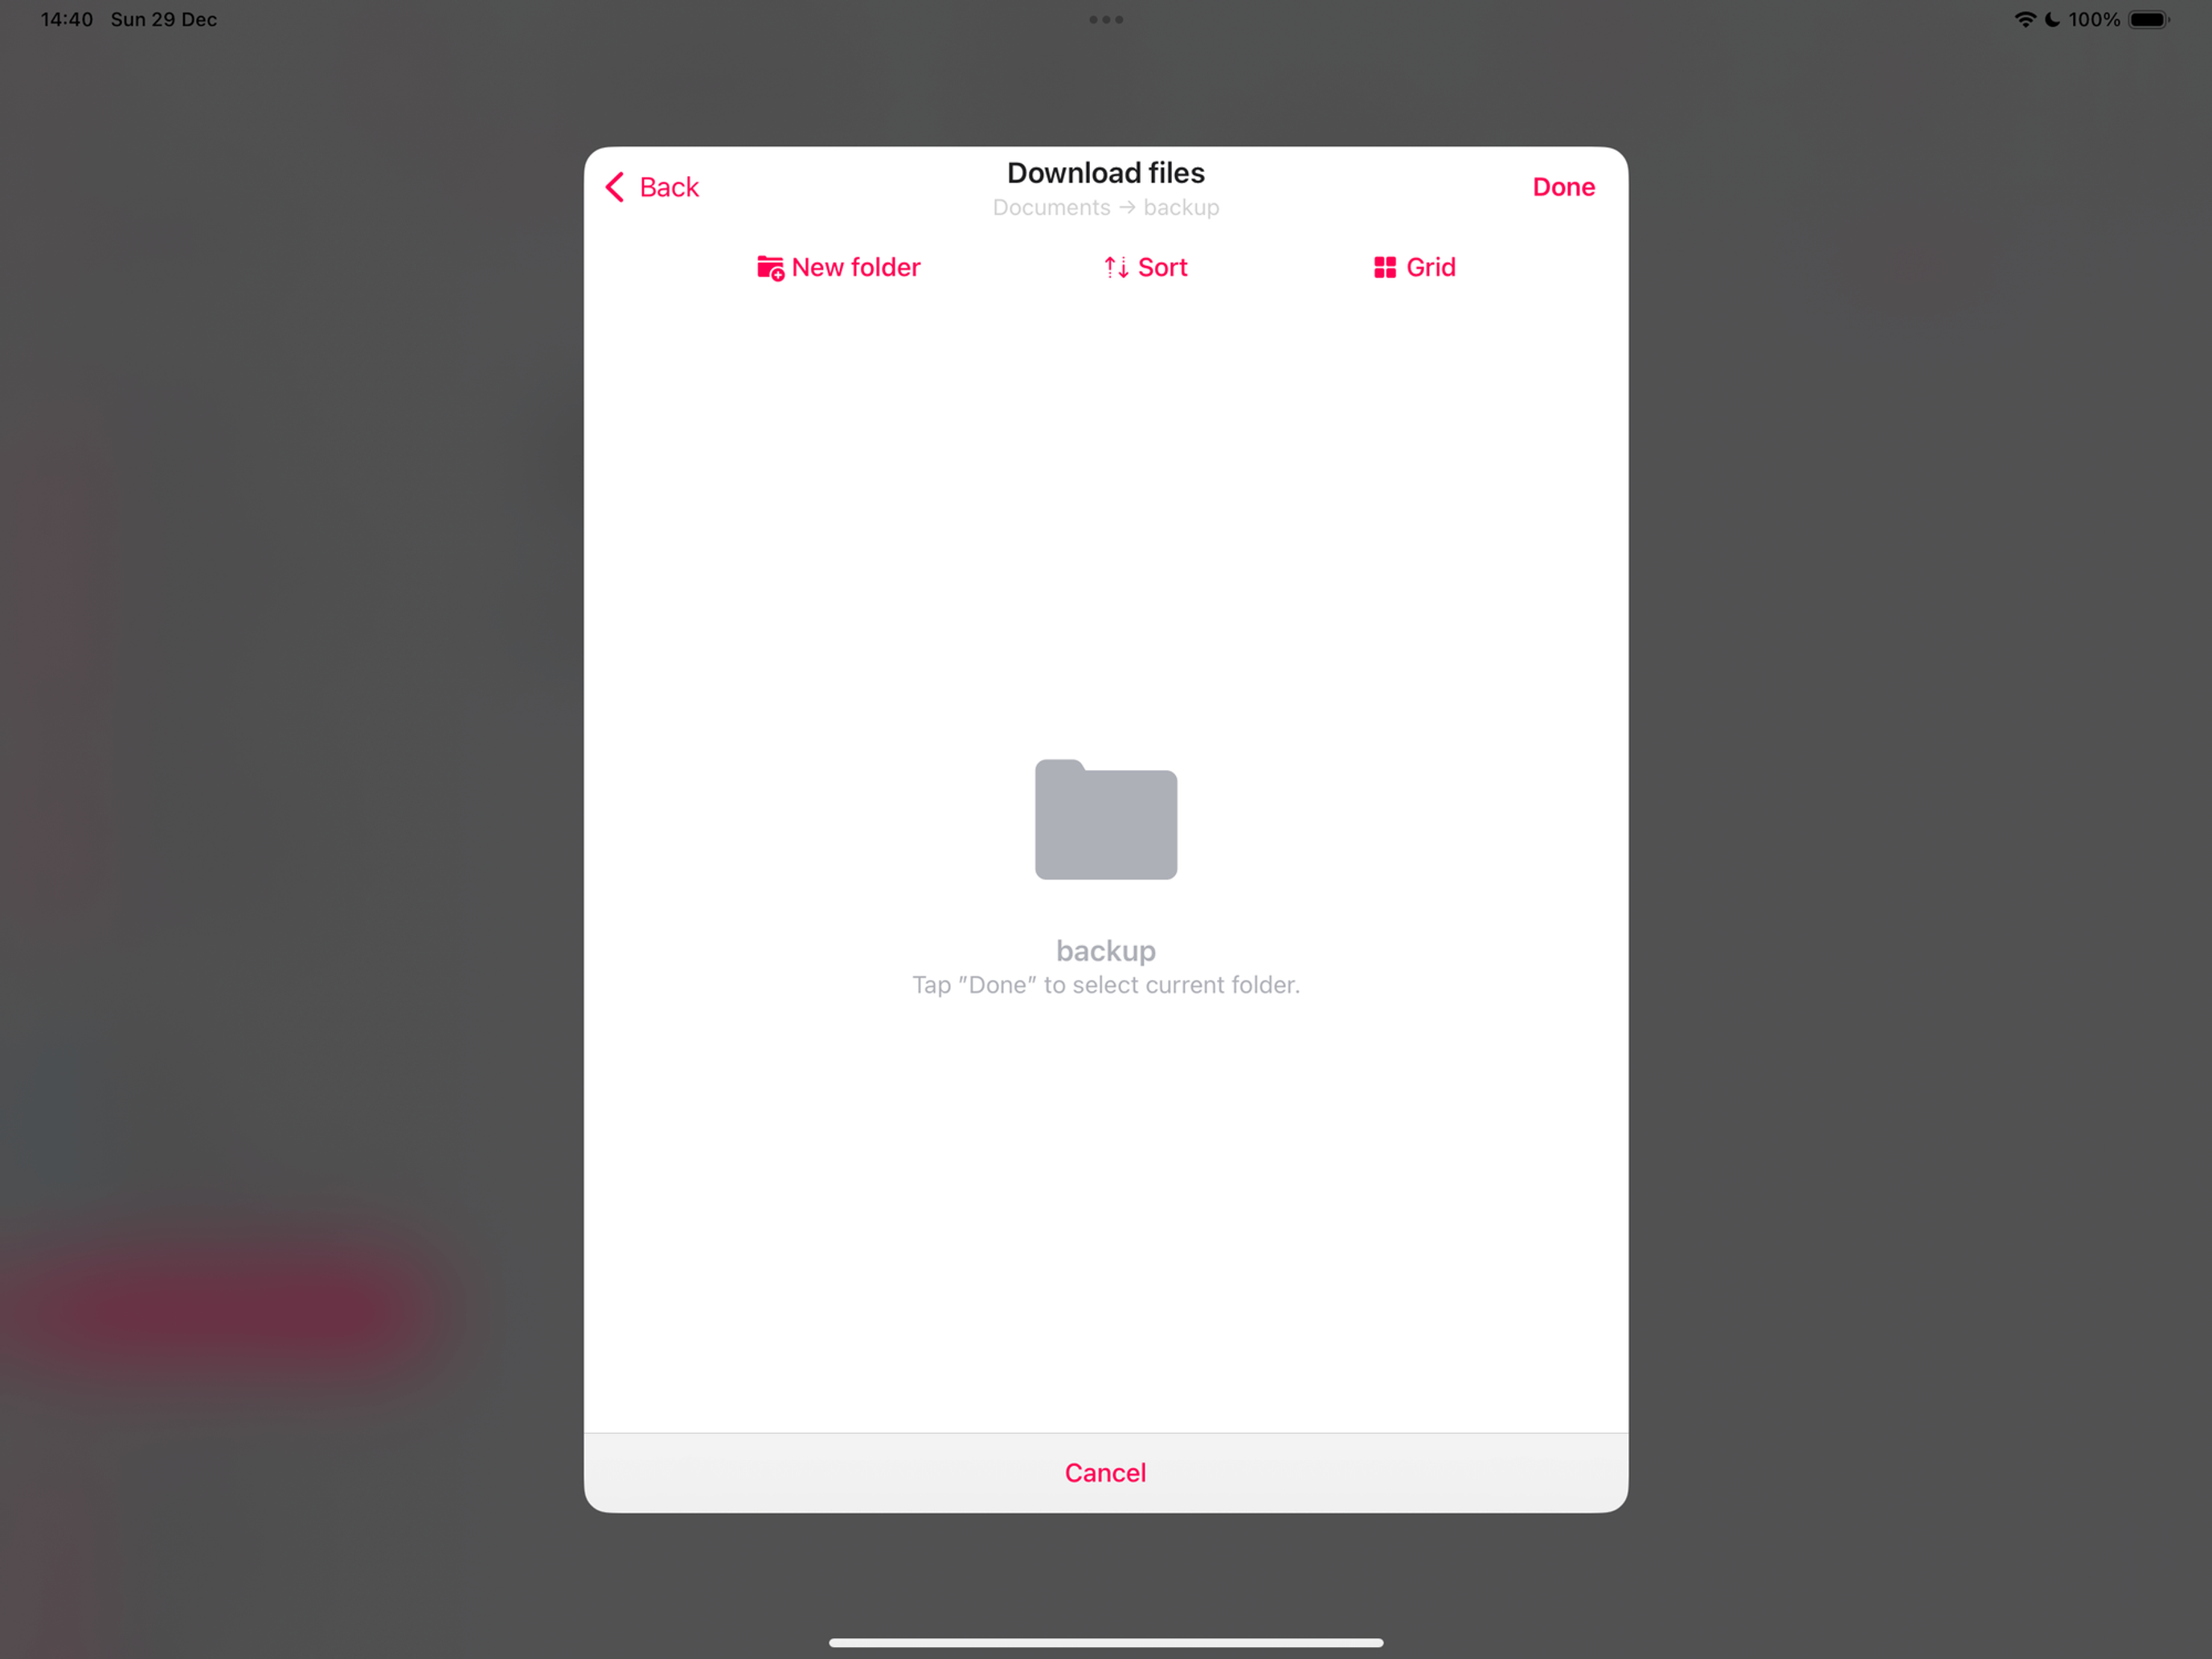 14:40 Sun 29 Dec
100%
Back
Download files
Done
Documents → backup
New folder
Sort
Grid
backup
Tap "Done" to select current folder.
Cancel